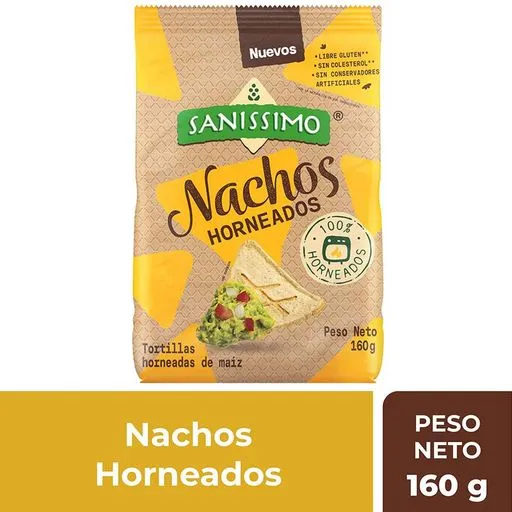 Nuevos
• LIBRE GLUTEN**•
• SIN COLESTEROL**•
• SIN CONSERVADORES
ARTIFICIALES
SANISSIMO ®
Nachos
HORNEADOS
100%
HORNEADOS
Tortillas
horneadas de maíz
Peso Neto
160g
Nachos
Horneados
PESO
NETO
160 g